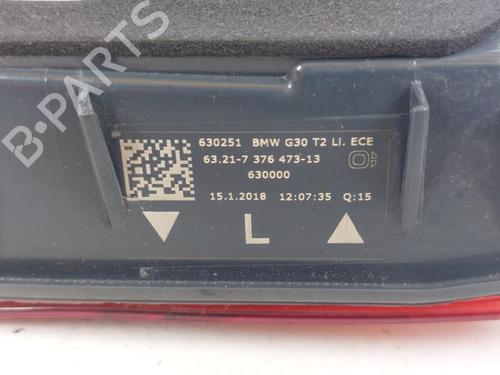 B-PARTS
630251 BMW G30 T2 Li. ECE
63.21-7 376 473-13
630000
15.1.2018 12:07:35 Q:15
L